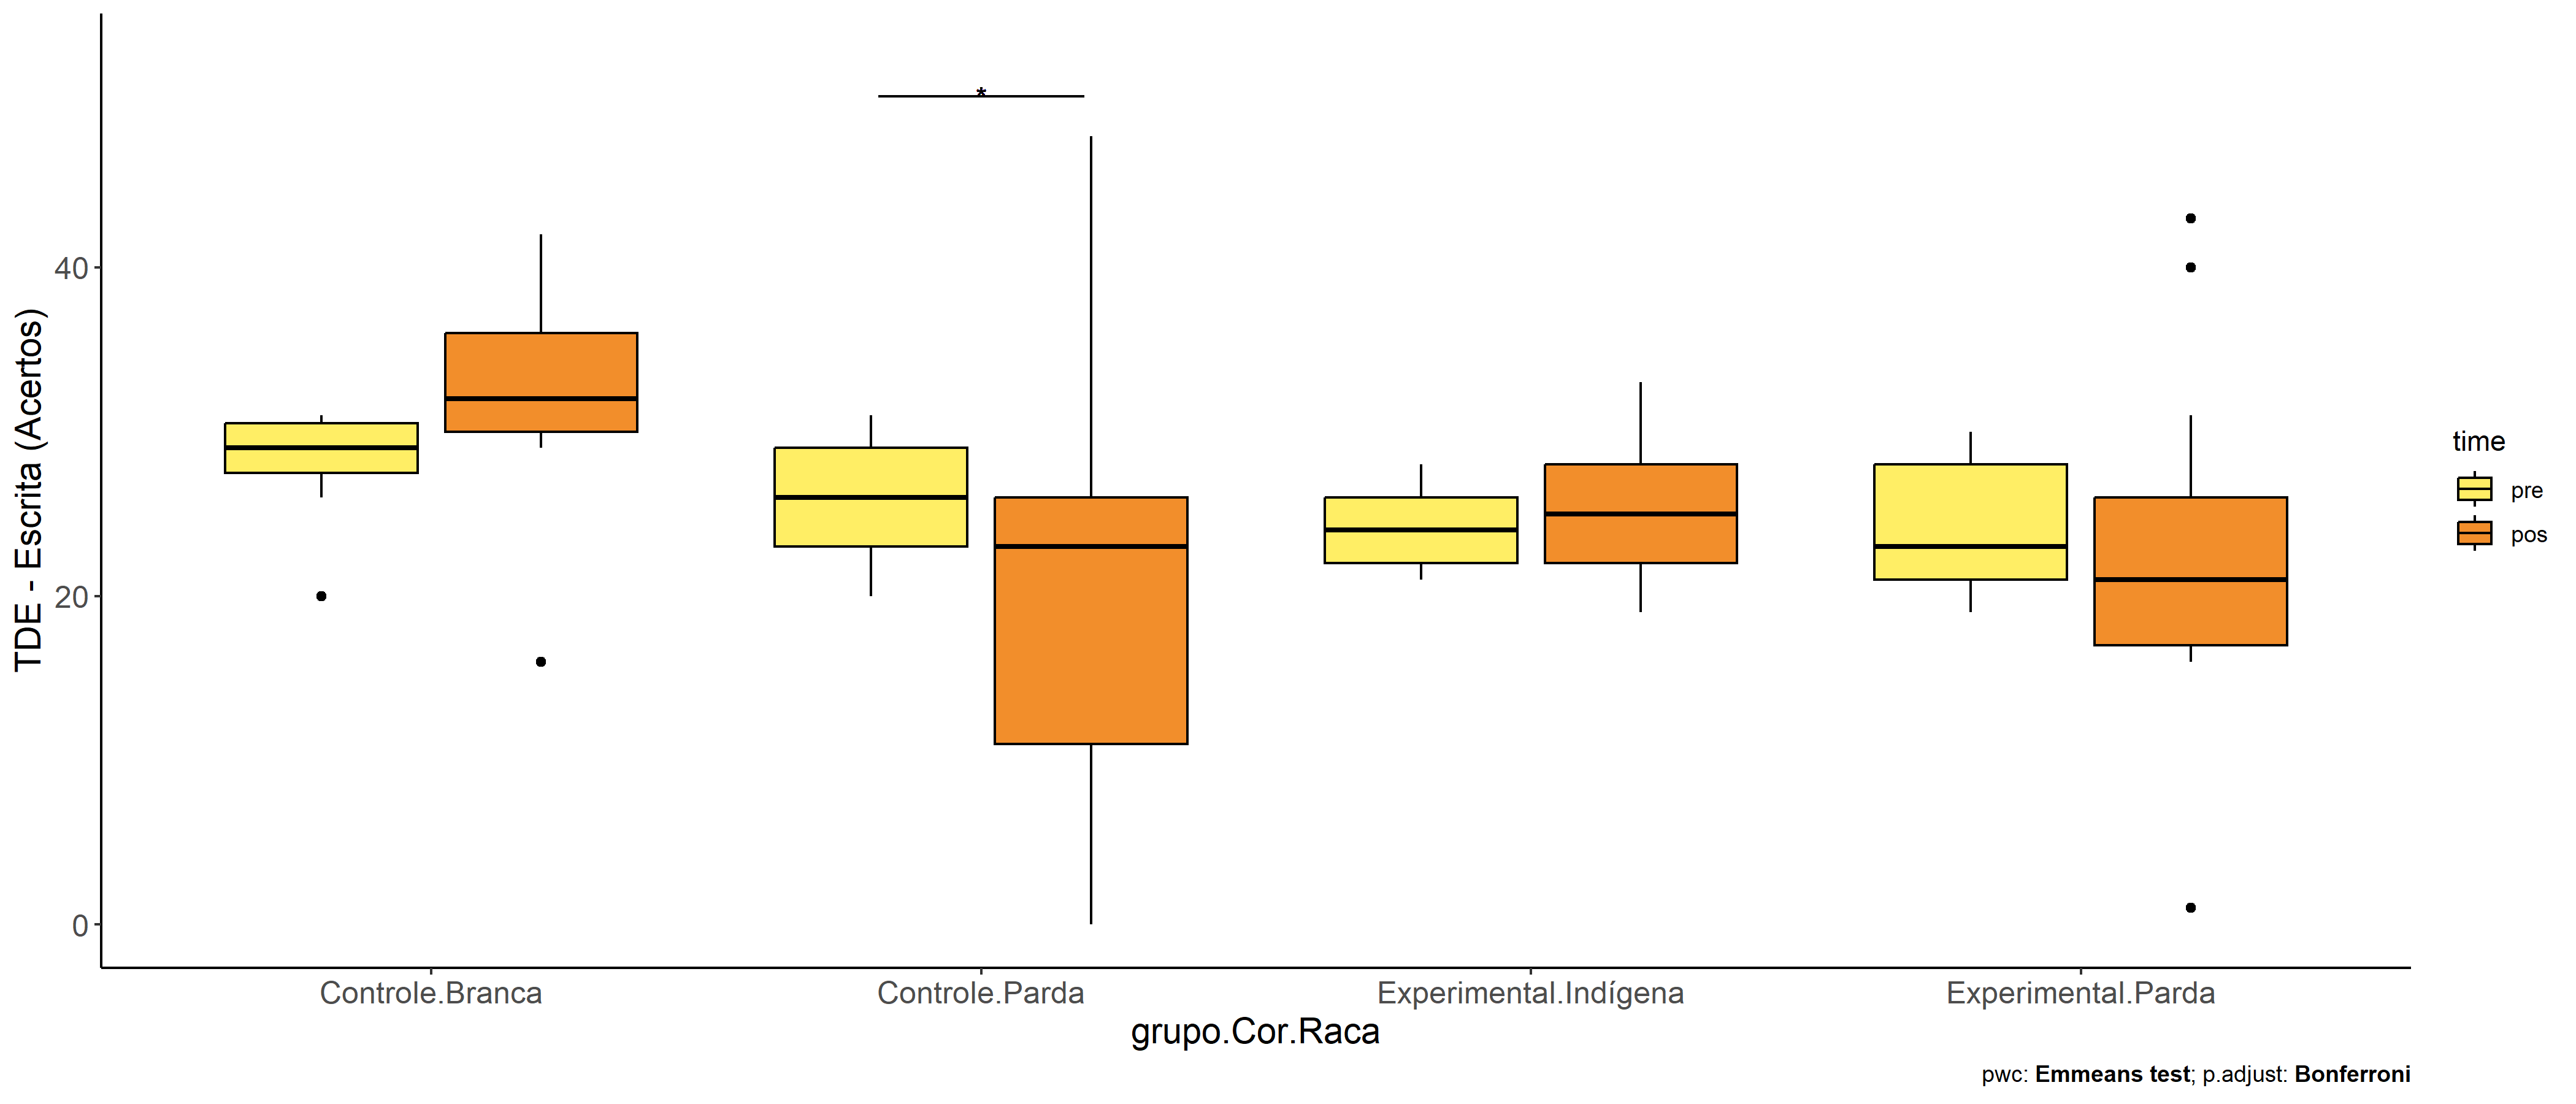 *
40
20
0
TDE - Escrita (Acertos)
Controle.Branca
Controle.Parda
Experimental.Indígena
Experimental.Parda
grupo.Cor.Raca
time
pre
pos
pwc: Emmeans test; p.adjust: Bonferroni